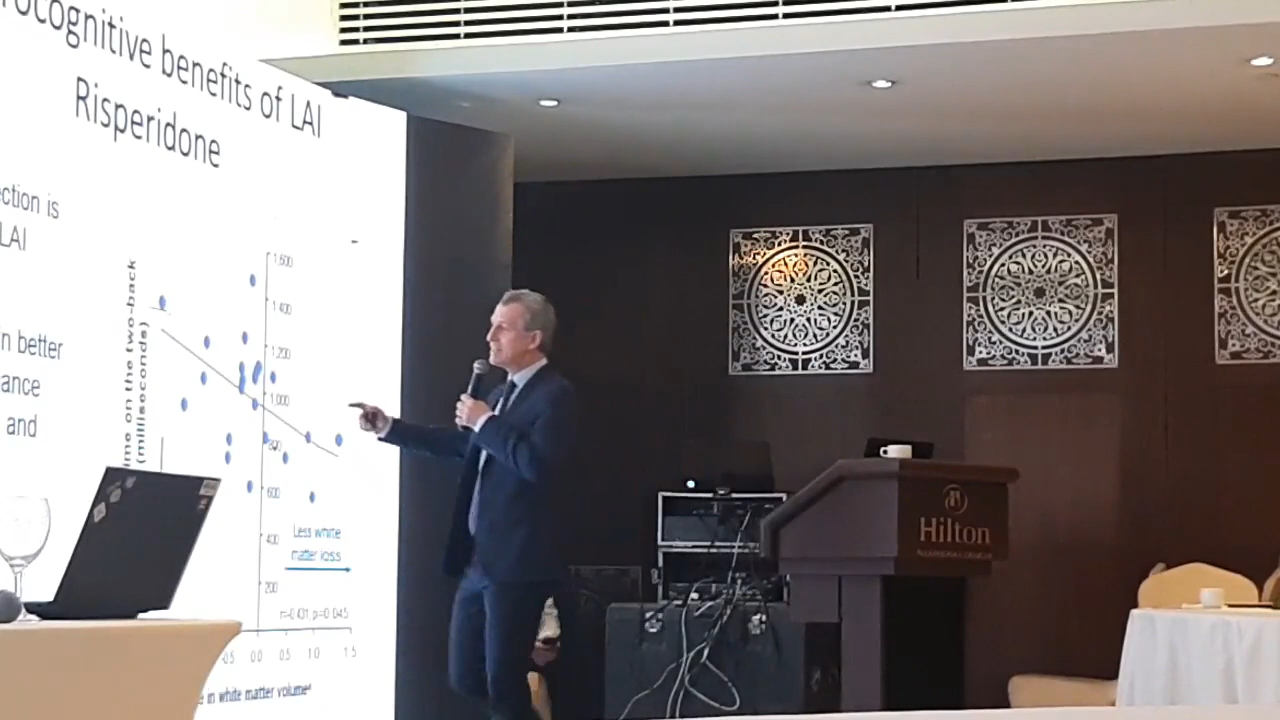 rocognitive benefits of LAI
Risperidone
ction is
LAI
n better
ance
and
ime on the two-back
(milliseconds)
1,600
1,400
1,200
1,000
800
600
400
200
Less white
matter loss
r=-0.431, p=0.045
-0.5 0.0 0.5 1.0 1.5
e in white matter volume
Hilton